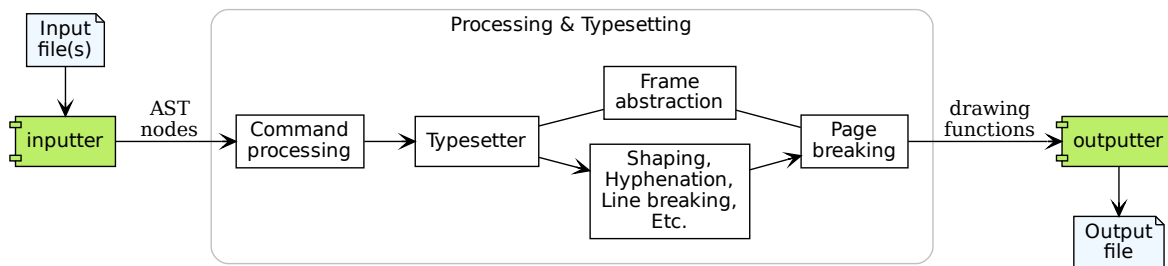 Input
file(s)
inputter
AST
nodes
Processing & Typesetting
Command
processing
Typesetter
Frame
abstraction
Shaping,
Hyphenation,
Line breaking,
Etc.
Page
breaking
drawing
functions
outputter
Output
file